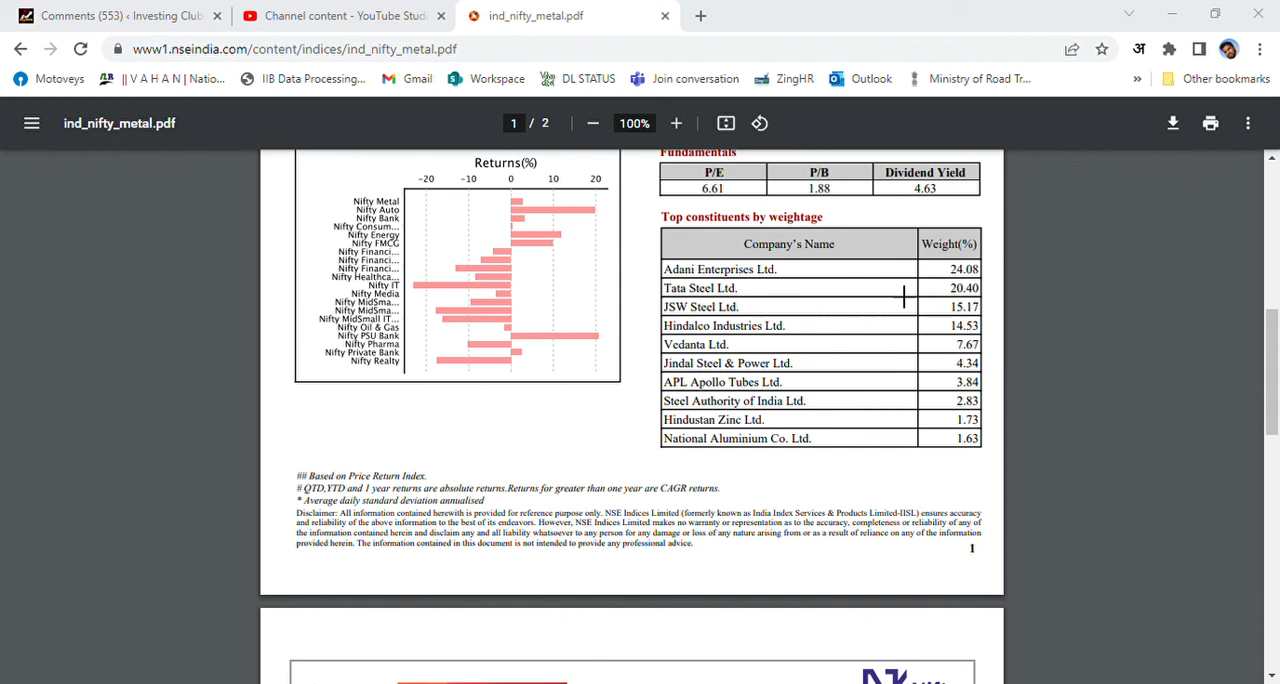 Comments (553) ‹ Investing Club
Channel content - YouTube Studi
ind_nifty_metal.pdf
www1.nseindia.com/content/indices/ind_nifty_metal.pdf
अ
Motoveys
|| V A H A N | Natio...
IIB Data Processing...
Gmail
Workspace
DL STATUS
Join conversation
ZingHR
Outlook
Ministry of Road Tr...
»
Other bookmarks
ind_nifty_metal.pdf
1 / 2
100%
Returns(%)
-20 -10 0 10 20
Nifty Metal
Nifty Auto
Nifty Bank
Nifty Consum...
Nifty Energy
Nifty FMCG
Nifty Financi...
Nifty Financi...
Nifty Financi...
Nifty Healthca...
Nifty IT
Nifty Media
Nifty MidSma...
Nifty MidSma...
Nifty MidSmall IT...
Nifty Oil & Gas
Nifty PSU Bank
Nifty Pharma
Nifty Private Bank
Nifty Realty
Fundamentals
P/E P/B Dividend Yield
6.61 1.88 4.63
Top constituents by weightage
Company's Name Weight(%)
Adani Enterprises Ltd. 24.08
Tata Steel Ltd. 20.40
JSW Steel Ltd. 15.17
Hindalco Industries Ltd. 14.53
Vedanta Ltd. 7.67
Jindal Steel & Power Ltd. 4.34
APL Apollo Tubes Ltd. 3.84
Steel Authority of India Ltd. 2.83
Hindustan Zinc Ltd. 1.73
National Aluminium Co. Ltd. 1.63
## Based on Price Return Index.
# QTD,YTD and 1 year returns are absolute returns.Returns for greater than one year are CAGR returns.
* Average daily standard deviation annualised
Disclaimer: All information contained herewith is provided for reference purpose only. NSE Indices Limited (formerly known as India Index Services & Products Limited-IISL) ensures accuracy
and reliability of the above information to the best of its endeavors. However, NSE Indices Limited makes no warranty or representation as to the accuracy, completeness or reliability of any of
the information contained herein and disclaim any and all liability whatsoever to any person for any damage or loss of any nature arising from or as a result of reliance on any of the information
provided herein. The information contained in this document is not intended to provide any professional advice.
1